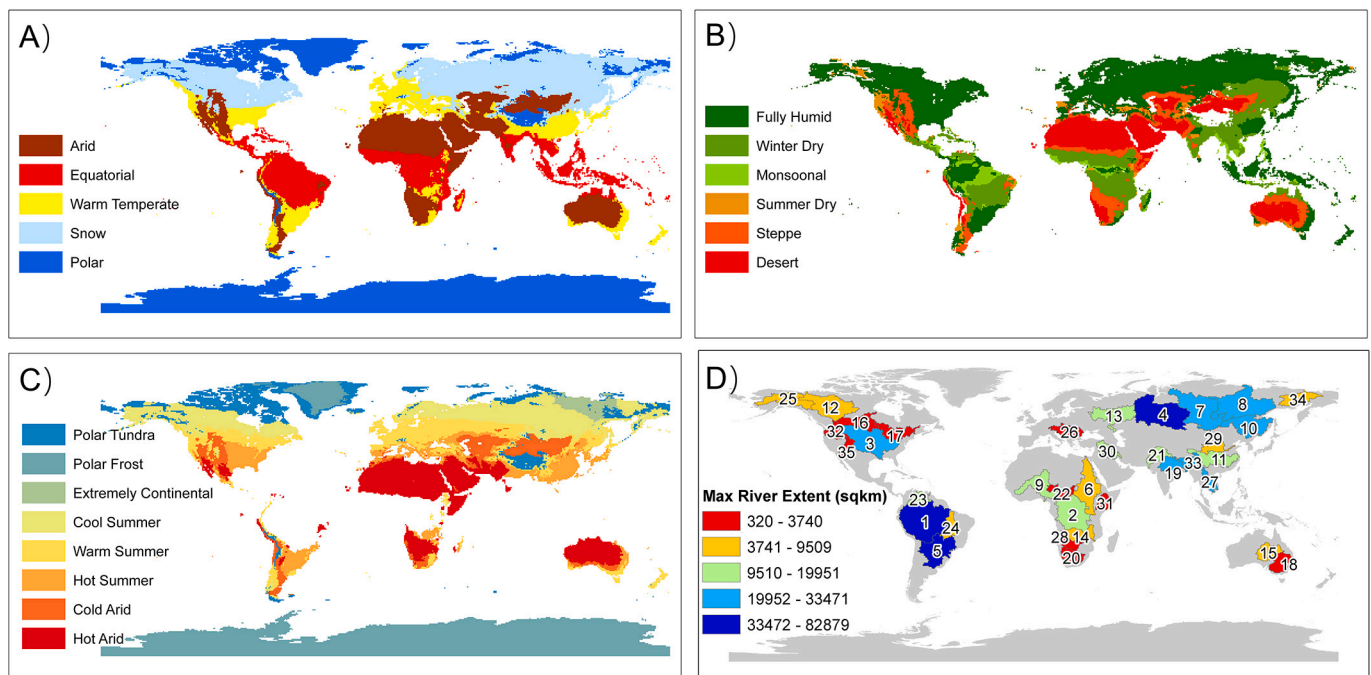 A)
Arid
Equatorial
Warm Temperate
Snow
Polar
B)
Fully Humid
Winter Dry
Monsoonal
Summer Dry
Steppe
Desert
C)
Polar Tundra
Polar Frost
Extremely Continental
Cool Summer
Warm Summer
Hot Summer
Cold Arid
Hot Arid
D)
25
12
16
32
3
17
35
13
4
7
8
34
10
26
29
30
21
19
33
11
27
9
22
6
31
2
28
14
20
23
1
24
5
15
18
Max River Extent (sqkm)
320 - 3740
3741 - 9509
9510 - 19951
19952 - 33471
33472 - 82879